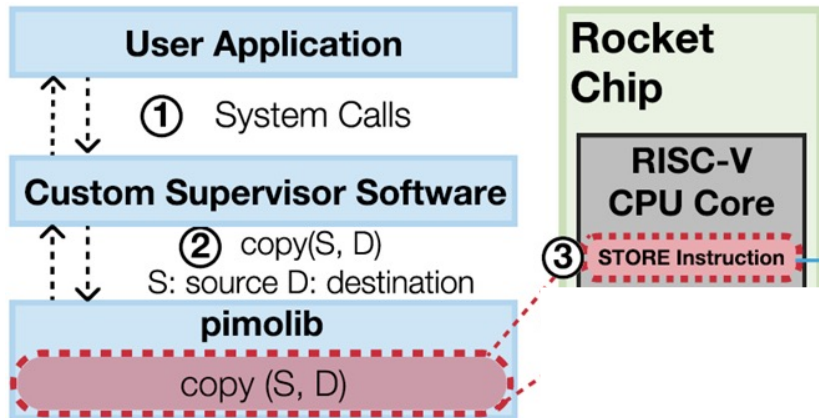 User Application
① System Calls
Custom Supervisor Software
② copy(S, D)
S: source D: destination
pimolib
copy (S, D)
Rocket
Chip
RISC-V
CPU Core
③ STORE Instruction